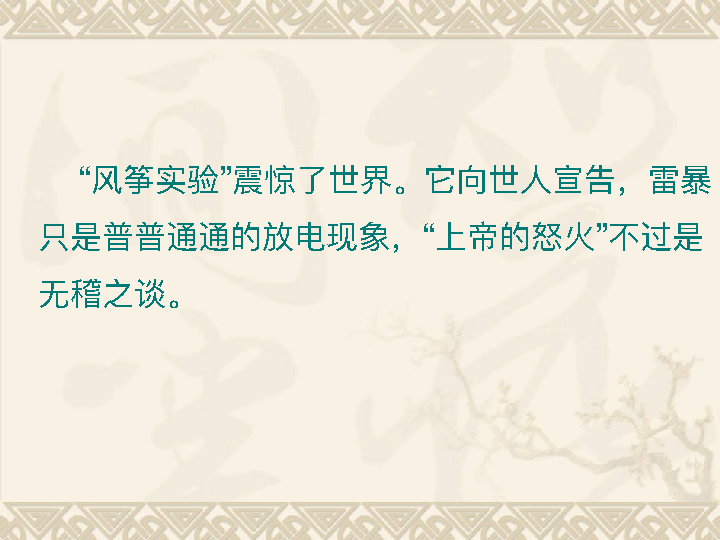 “风筝实验”震惊了世界。它向世人宣告，雷暴
只是普普通通的放电现象，“上帝的怒火”不过是
无稽之谈。